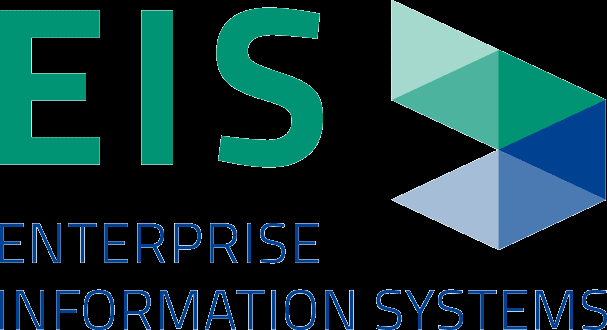 EIS
ENTERPRISE
INFORMATION SYSTEMS